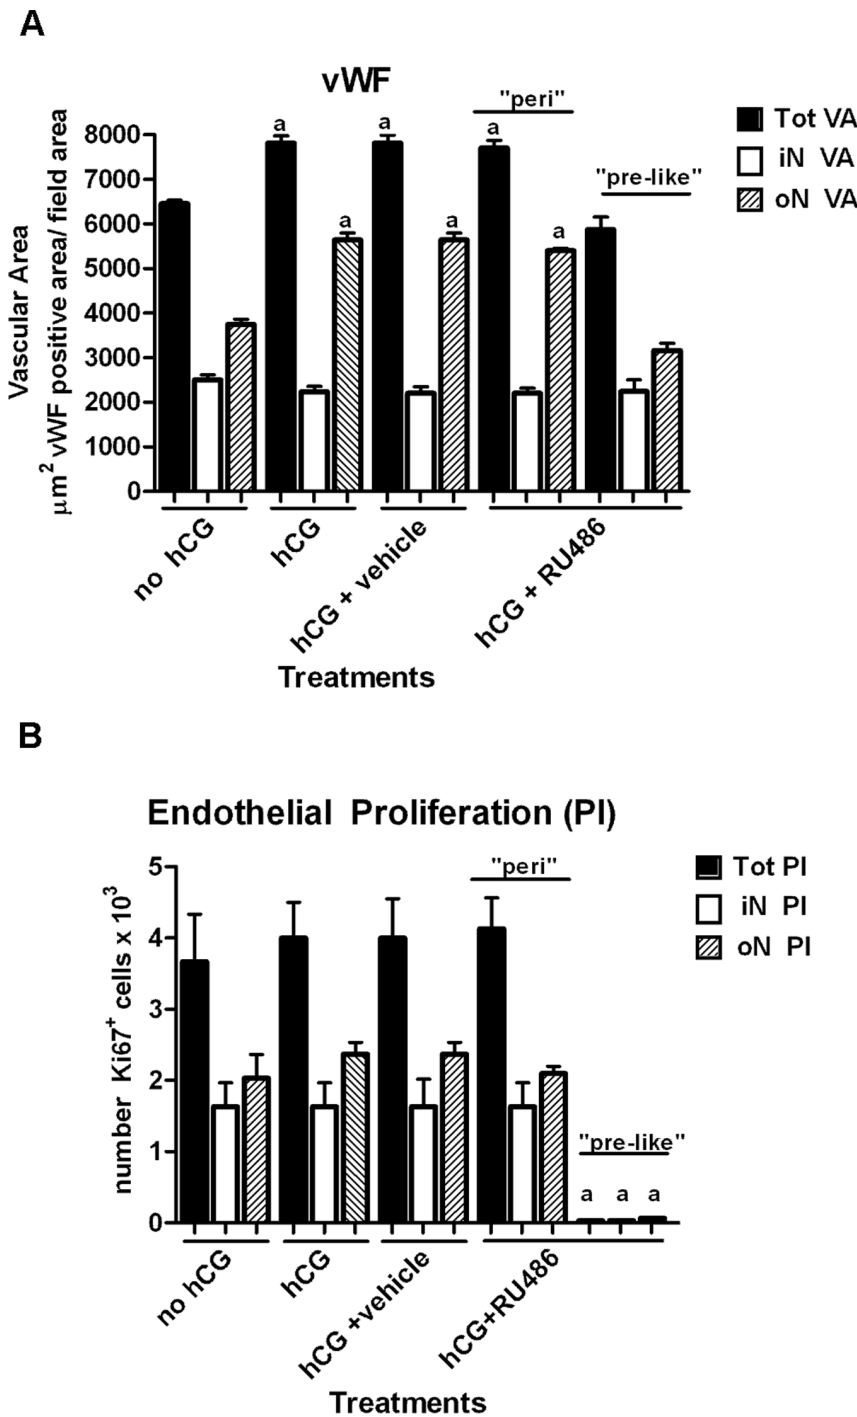 A
vWF
"peri"
"pre-like"
Tot VA
iN VA
oN VA
Vascular Area
µm² vWF positive area/ field area
8000
7000
6000
5000
4000
3000
2000
1000
0
a
a
a
a
a
a
no hCG
hCG
hCG + vehicle
hCG + RU486
Treatments
B
Endothelial Proliferation (PI)
"peri"
"pre-like"
Tot PI
iN PI
oN PI
number Ki67⁺ cells x 10³
5
4
3
2
1
0
a a a
no hCG
hCG
hCG +vehicle
hCG+RU486
Treatments